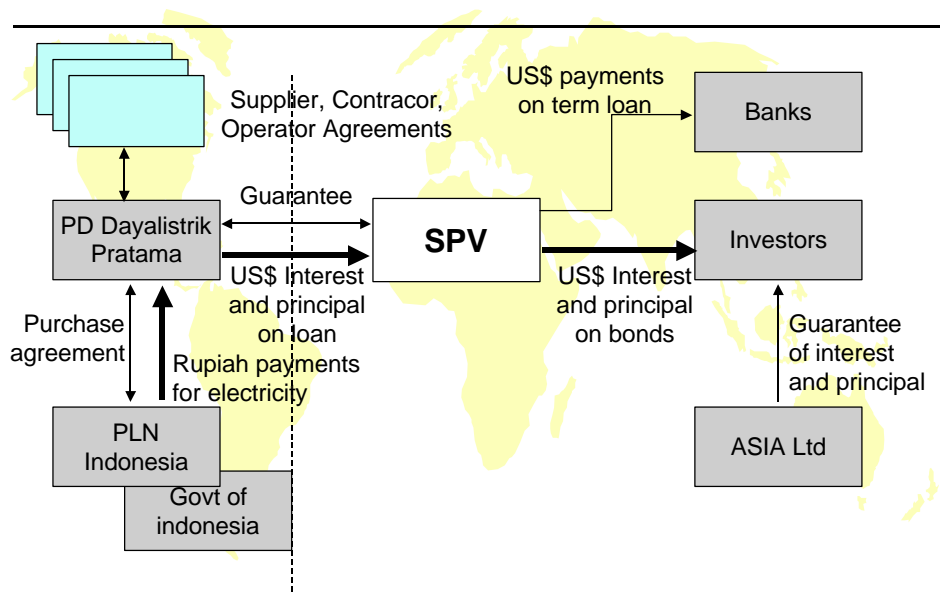 US$ payments
on term loan
Banks
Supplier, Contracor,
Operator Agreements
Guarantee
PD Dayalistrik
Pratama
SPV
Investors
US$ Interest
and principal
on loan
US$ Interest
and principal
on bonds
Purchase
agreement
Rupiah payments
for electricity
Guarantee
of interest
and principal
PLN
Indonesia
ASIA Ltd
Govt of
indonesia